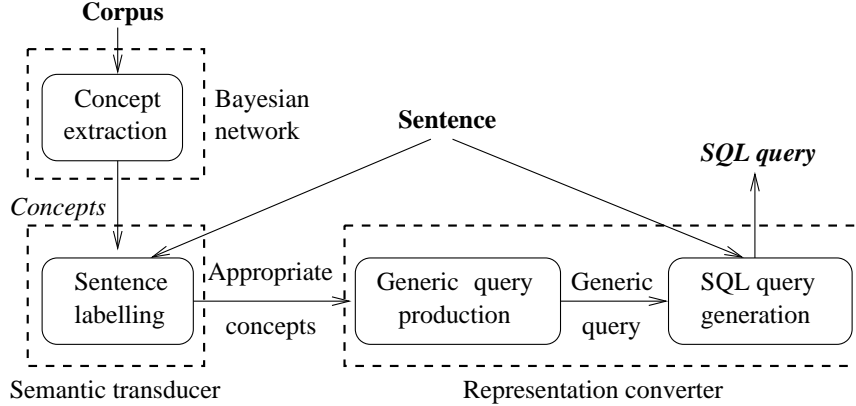 Corpus
Concept
extraction
Bayesian
network
Sentence
SQL query
Concepts
Sentence
labelling
Appropriate
concepts
Generic query
production
Generic
query
SQL query
generation
Semantic transducer
Representation converter